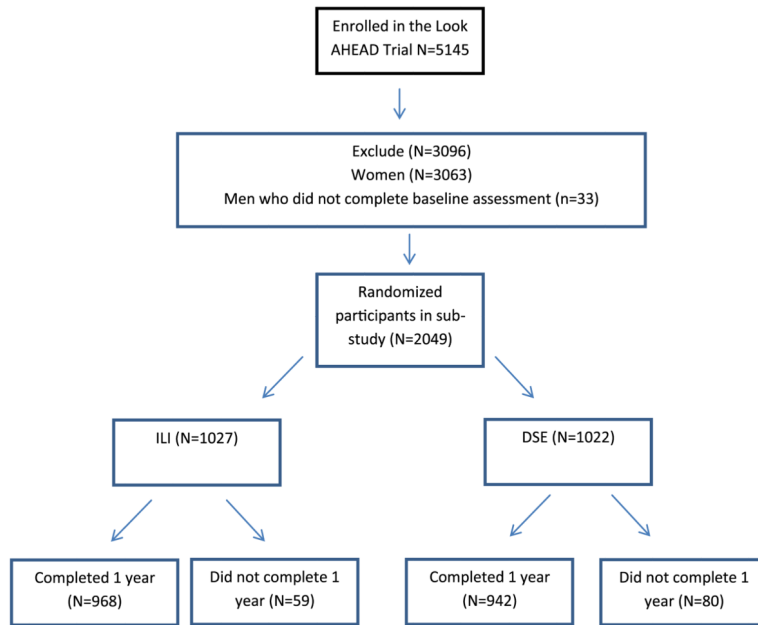 Enrolled in the Look
AHEAD Trial N=5145
Exclude (N=3096)
Women (N=3063)
Men who did not complete baseline assessment (n=33)
Randomized
participants in sub-
study (N=2049)
ILI (N=1027)
DSE (N=1022)
Completed 1 year
(N=968)
Did not complete 1
year (N=59)
Completed 1 year
(N=942)
Did not complete 1
year (N=80)